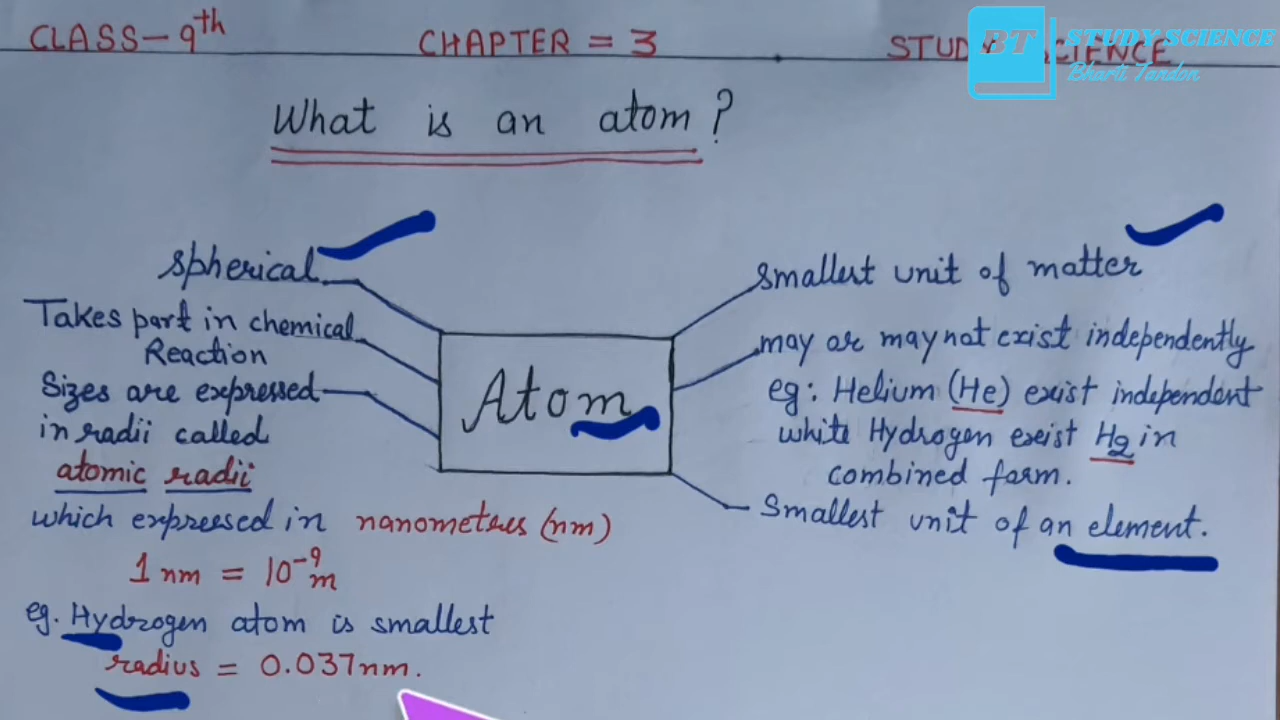 CLASS-9th CHAPTER = 3 STUDY SCIENCE
BT STUDY SCIENCE
Bharti Tandon
What is an atom ?
Spherical
Takes part in chemical
Reaction
Sizes are expressed
in radii called
atomic radii
which expressed in nanometres (nm)
1 nm = 10⁻⁹ m
eg. Hydrogen atom is smallest
radius = 0.037nm.
Atom
Smallest unit of matter
may or may not exist independently
eg: Helium (He) exist independent
while Hydrogen exist H2 in
combined form.
Smallest unit of an element.